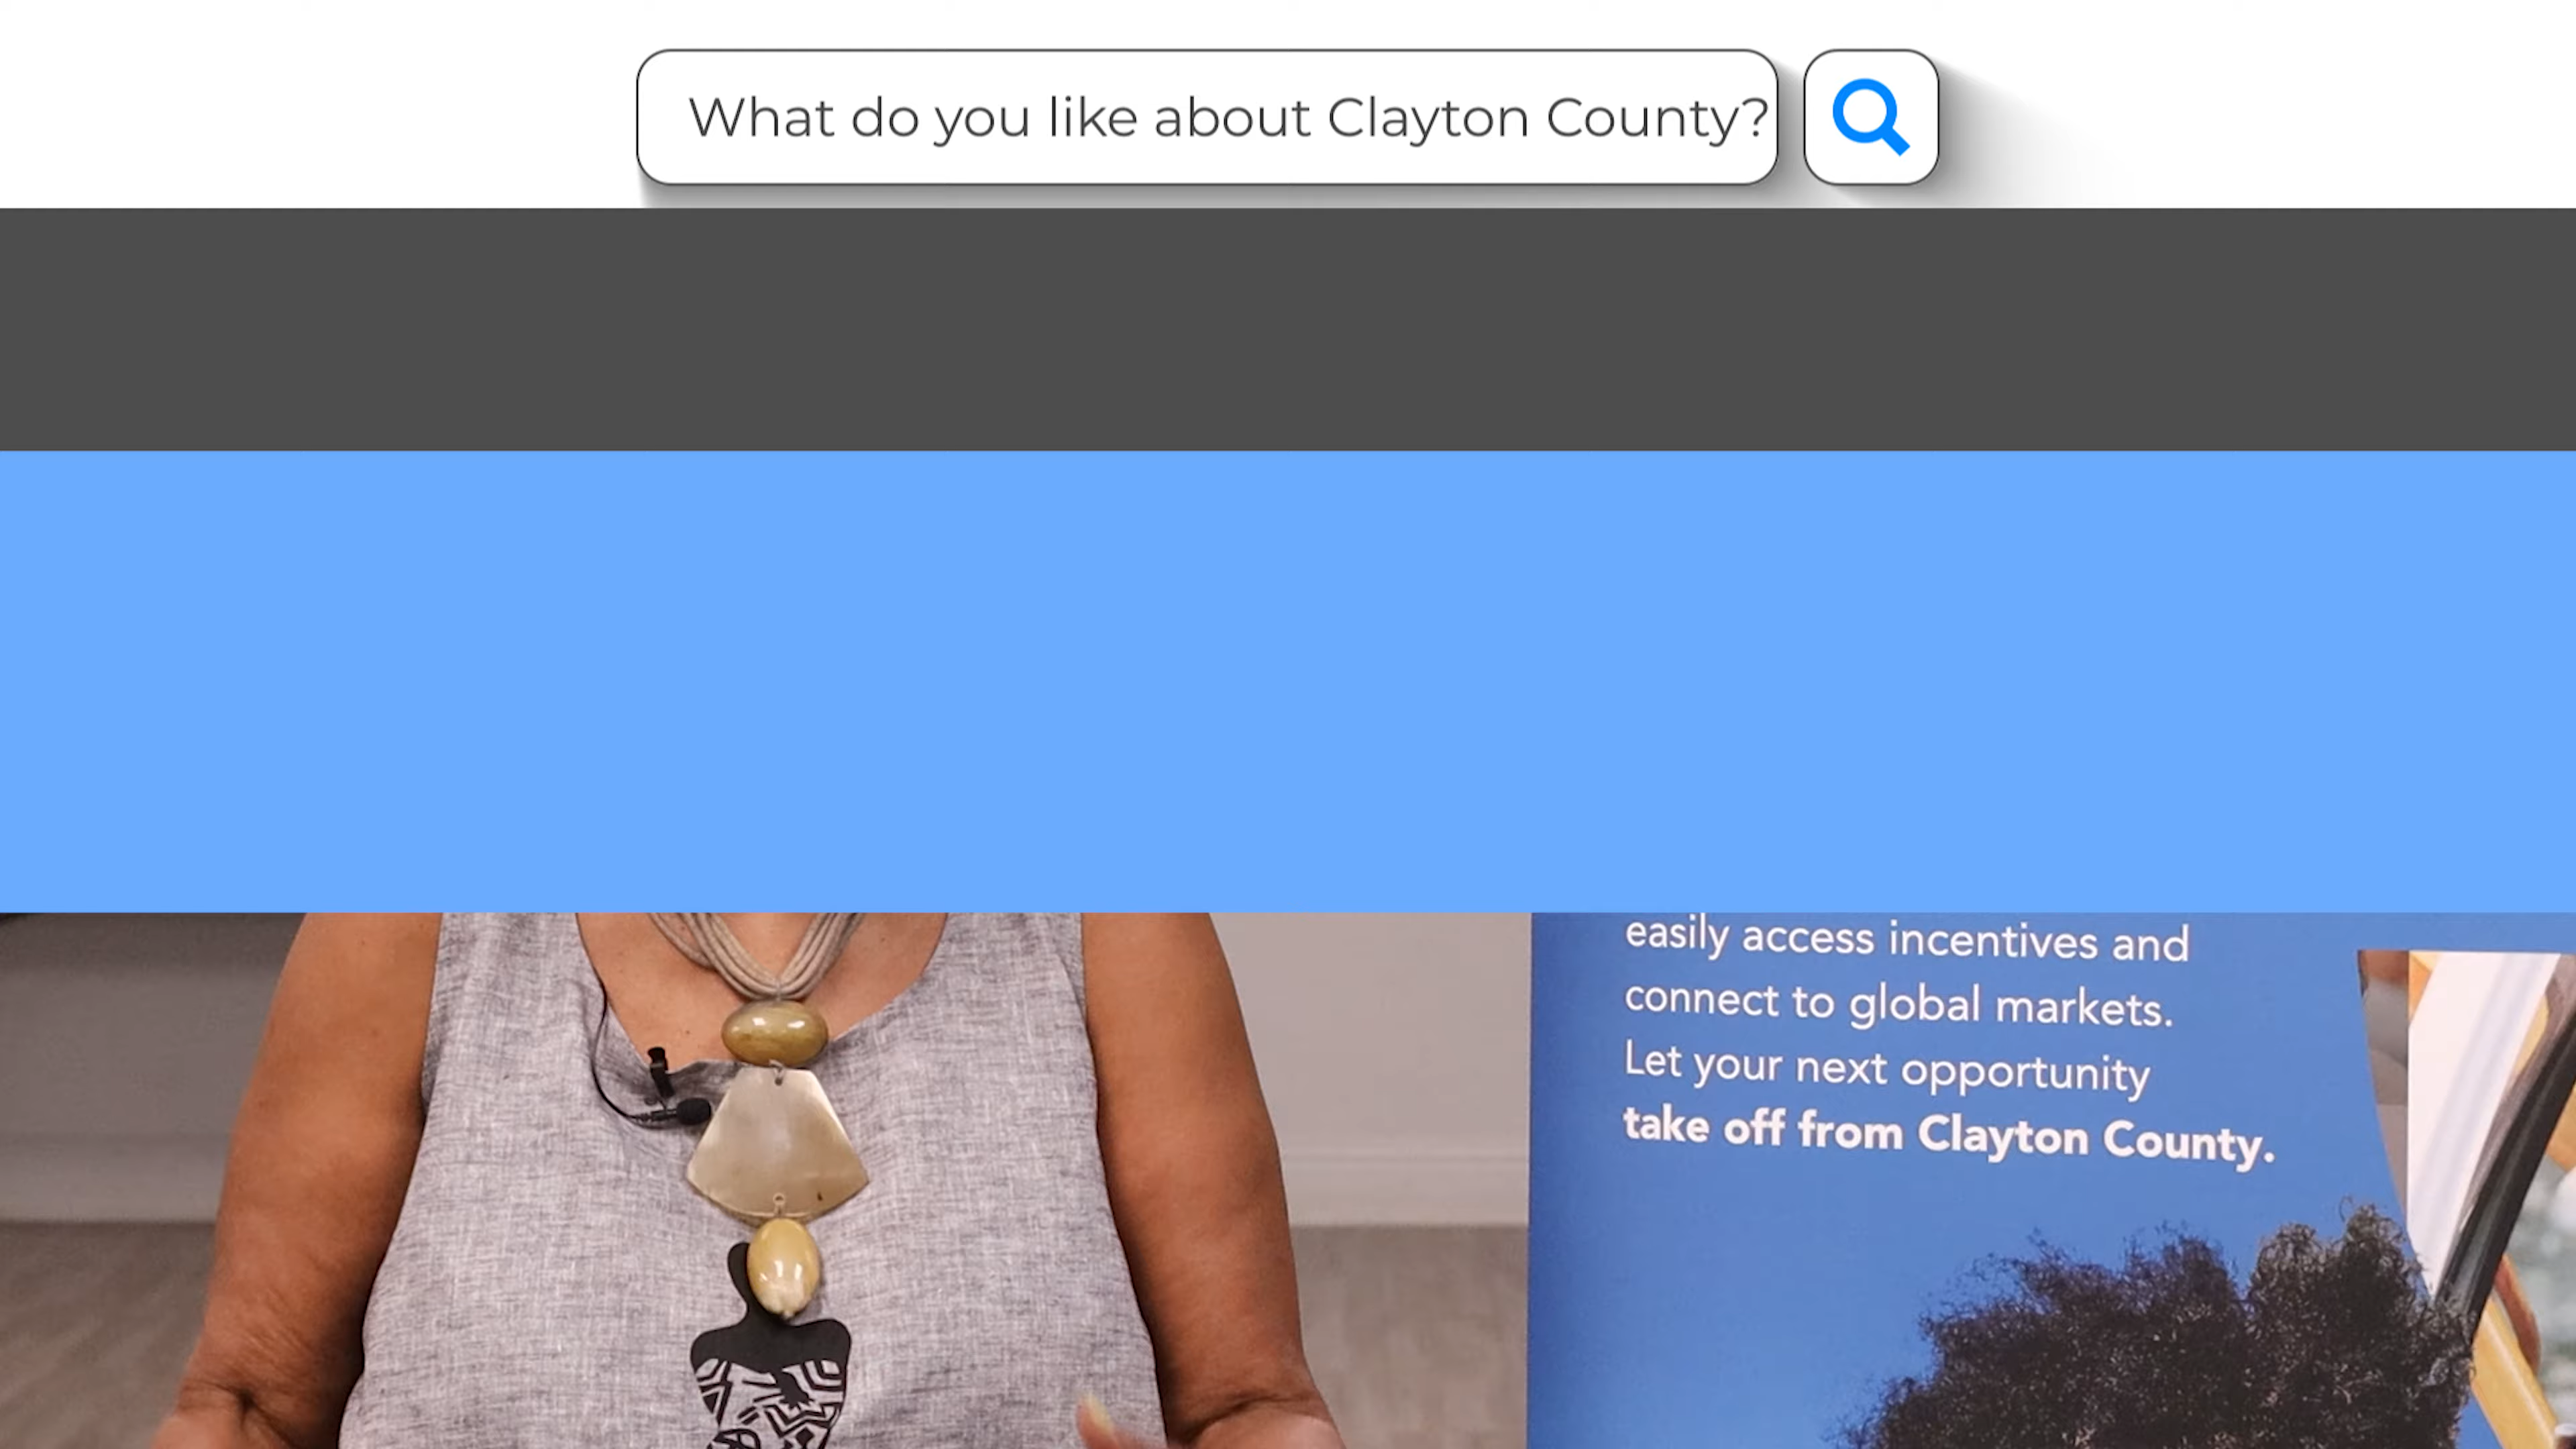 What do you like about Clayton County?
easily access incentives and
connect to global markets.
Let your next opportunity
take off from Clayton County.